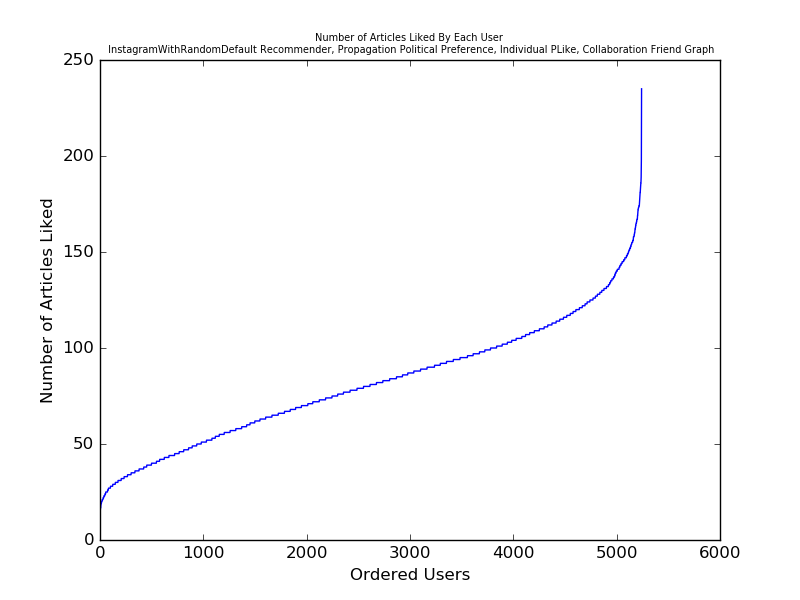 Number of Articles Liked By Each User
InstagramWithRandomDefault Recommender, Propagation Political Preference, Individual PLike, Collaboration Friend Graph
250
200
150
100
50
0
Number of Articles Liked
0 1000 2000 3000 4000 5000 6000
Ordered Users